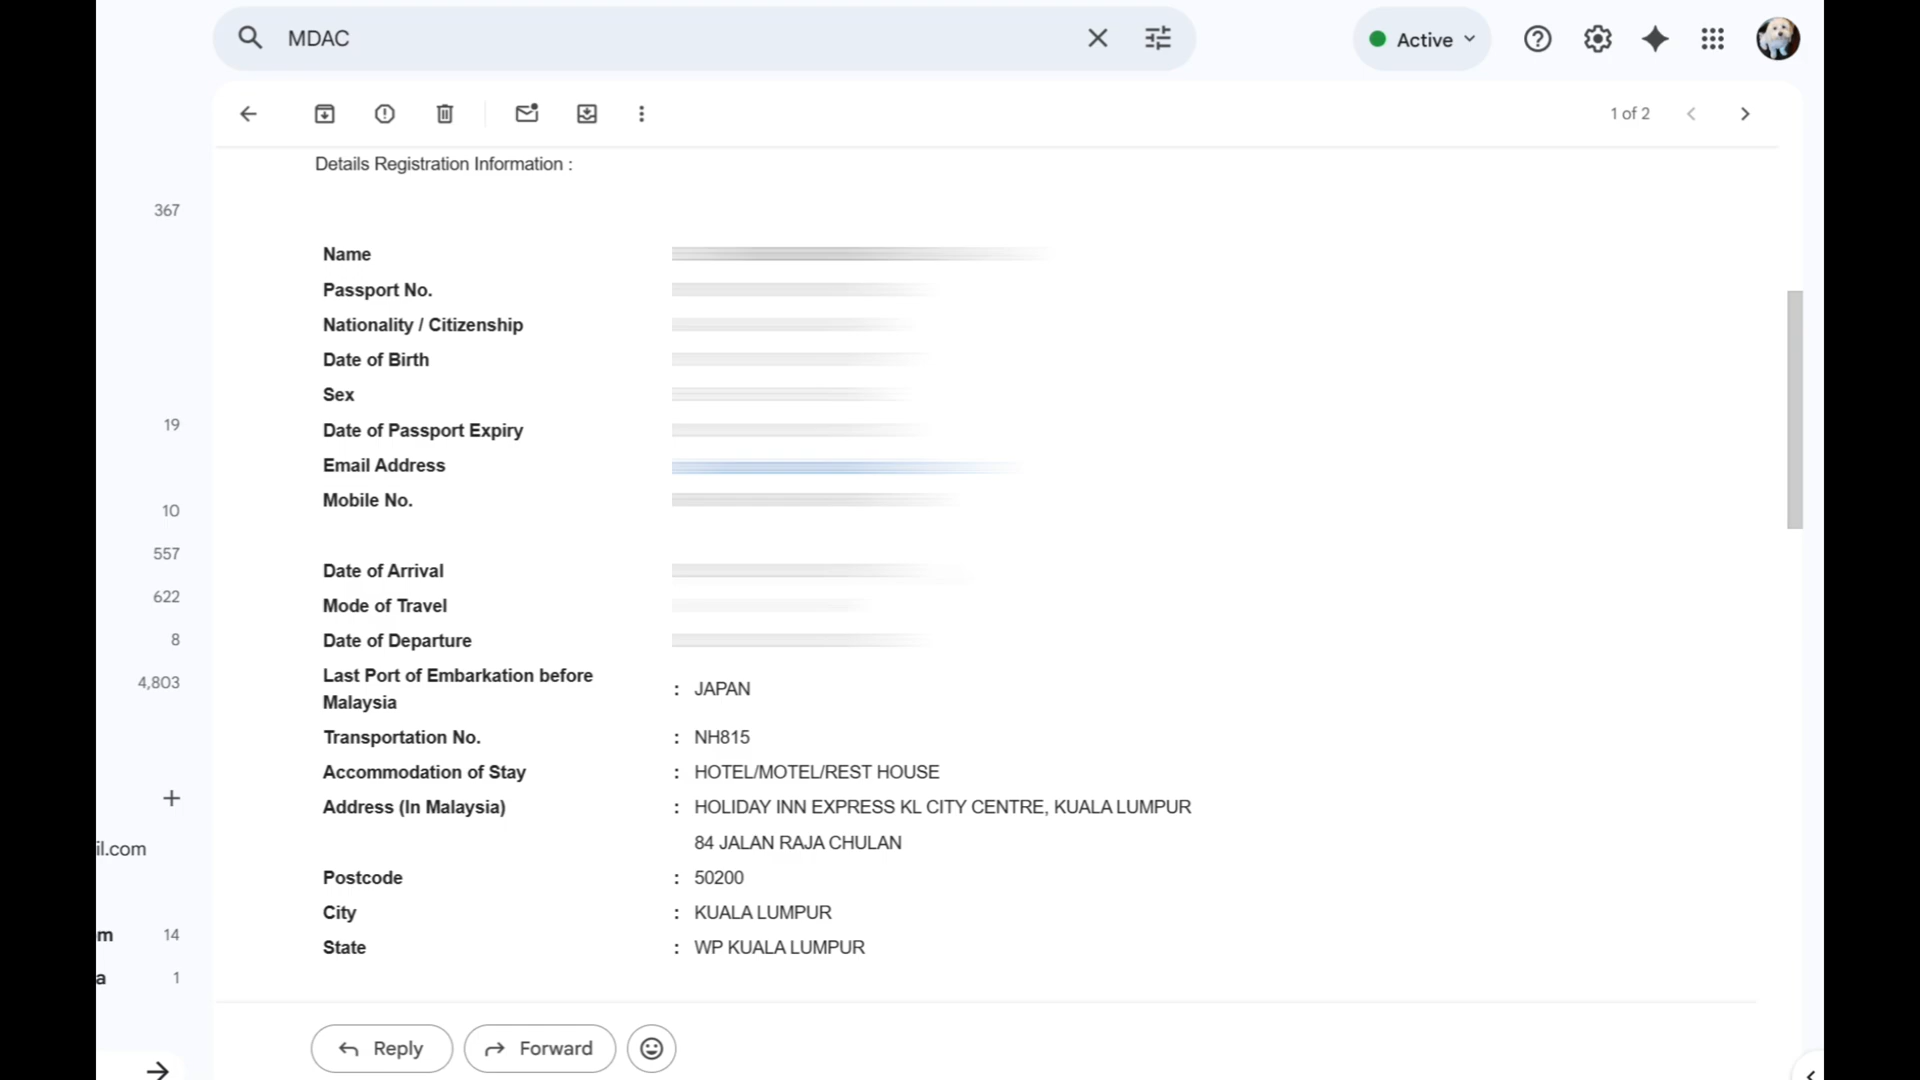 MDAC
Active
1 of 2
Details Registration Information :
367
Name
Passport No.
Nationality / Citizenship
Date of Birth
Sex
19
Date of Passport Expiry
Email Address
Mobile No.
10
557
Date of Arrival
622
Mode of Travel
8
Date of Departure
4,803
Last Port of Embarkation before
Malaysia
: JAPAN
Transportation No. : NH815
Accommodation of Stay : HOTEL/MOTEL/REST HOUSE
Address (In Malaysia) : HOLIDAY INN EXPRESS KL CITY CENTRE, KUALA LUMPUR
84 JALAN RAJA CHULAN
il.com
Postcode : 50200
City : KUALA LUMPUR
m 14
State : WP KUALA LUMPUR
a 1
Reply Forward